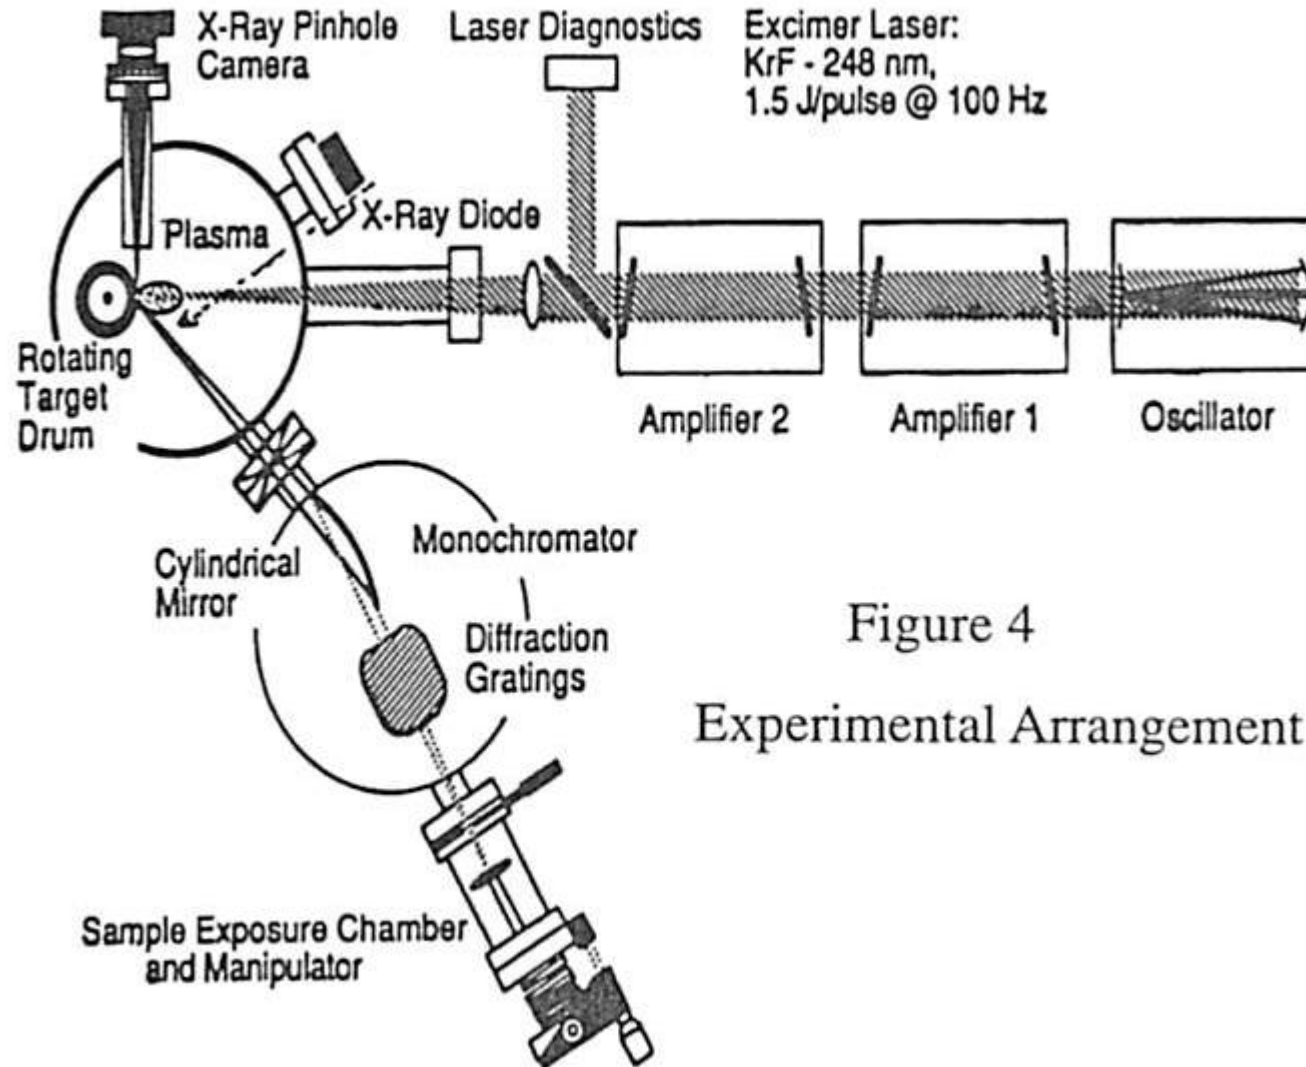 X-Ray Pinhole
Camera
Laser Diagnostics
Excimer Laser:
KrF - 248 nm,
1.5 J/pulse @ 100 Hz
Plasma
X-Ray Diode
Rotating
Target
Drum
Amplifier 2
Amplifier 1
Oscillator
Cylindrical
Mirror
Monochromator
Diffraction
Gratings
Figure 4
Experimental Arrangement
Sample Exposure Chamber
and Manipulator